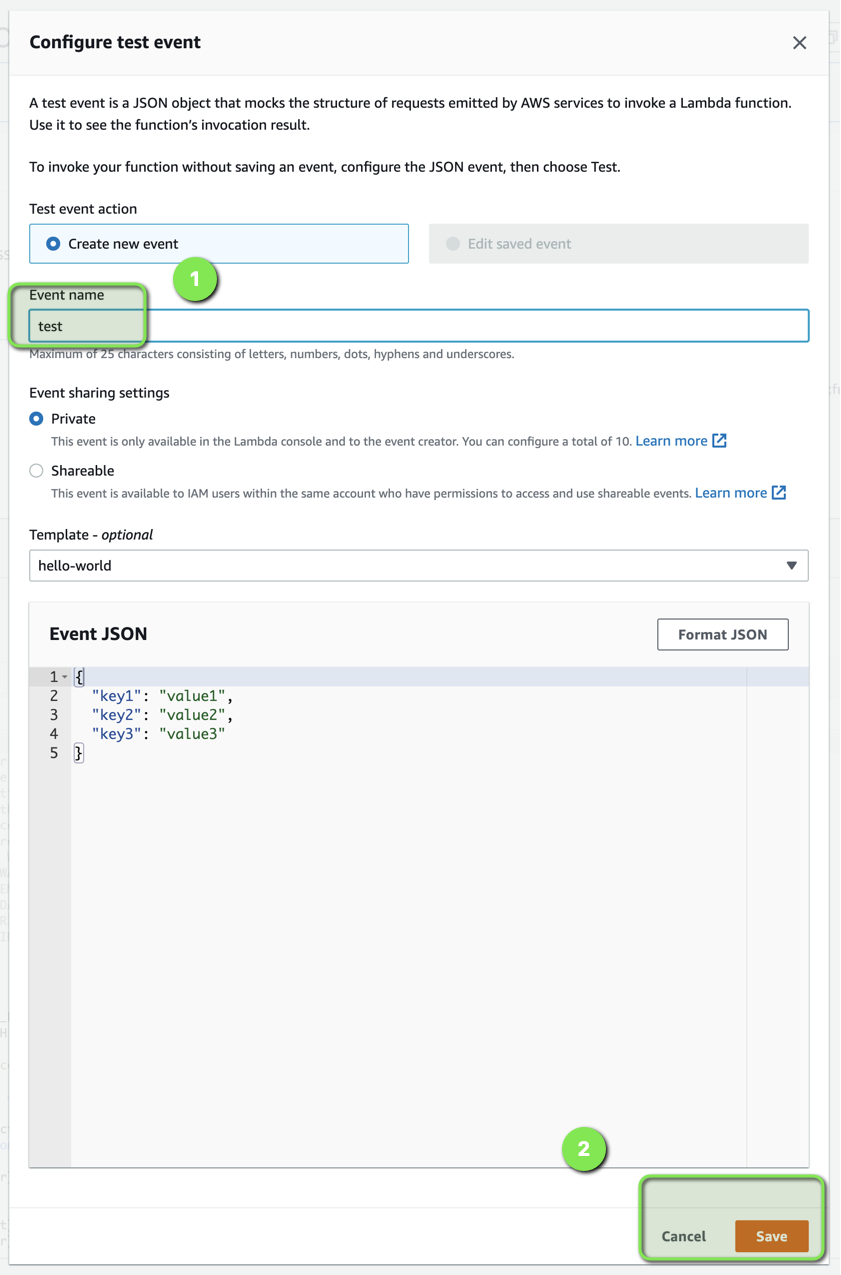 Configure test event
A test event is a JSON object that mocks the structure of requests emitted by AWS services to invoke a Lambda function.
Use it to see the function's invocation result.
To invoke your function without saving an event, configure the JSON event, then choose Test.
Test event action
Create new event
Edit saved event
1
Event name
test
Maximum of 25 characters consisting of letters, numbers, dots, hyphens and underscores.
Event sharing settings
Private
This event is only available in the Lambda console and to the event creator. You can configure a total of 10. Learn more
Shareable
This event is available to IAM users within the same account who have permissions to access and use shareable events. Learn more
Template - optional
hello-world
Event JSON
Format JSON
1 {
2 "key1": "value1",
3 "key2": "value2",
4 "key3": "value3"
5 }
2
Cancel
Save